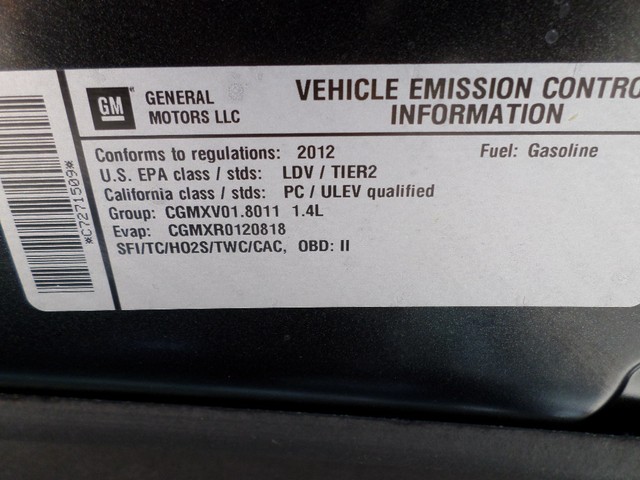 GM
GENERAL
MOTORS LLC
VEHICLE EMISSION CONTRO
INFORMATION
Conforms to regulations: 2012 Fuel: Gasoline
U.S. EPA class / stds: LDV / TIER2
California class / stds: PC / ULEV qualified
Group: CGMXV01.8011 1.4L
Evap: CGMXR0120818
SFI/TC/HO2S/TWC/CAC, OBD: II
*C7271509*